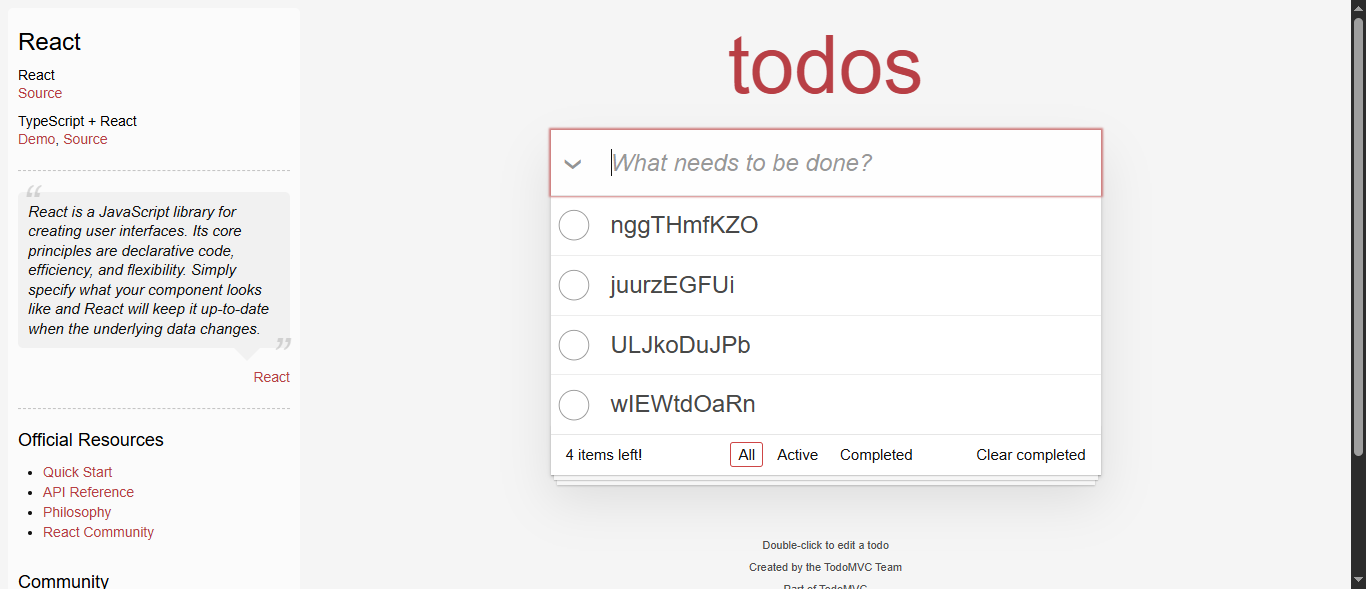 React
React
Source
TypeScript + React
Demo, Source
“
React is a JavaScript library for
creating user interfaces. Its core
principles are declarative code,
efficiency, and flexibility. Simply
specify what your component looks
like and React will keep it up-to-date
when the underlying data changes.
”
React
Official Resources
Quick Start
API Reference
Philosophy
React Community
Community
todos
What needs to be done?
nggTHmfKZO
juurzEGFUi
ULJkoDuJPb
wIEWtdOaRn
4 items left! All Active Completed Clear completed
Double-click to edit a todo
Created by the TodoMVC Team
Part of TodoMVC